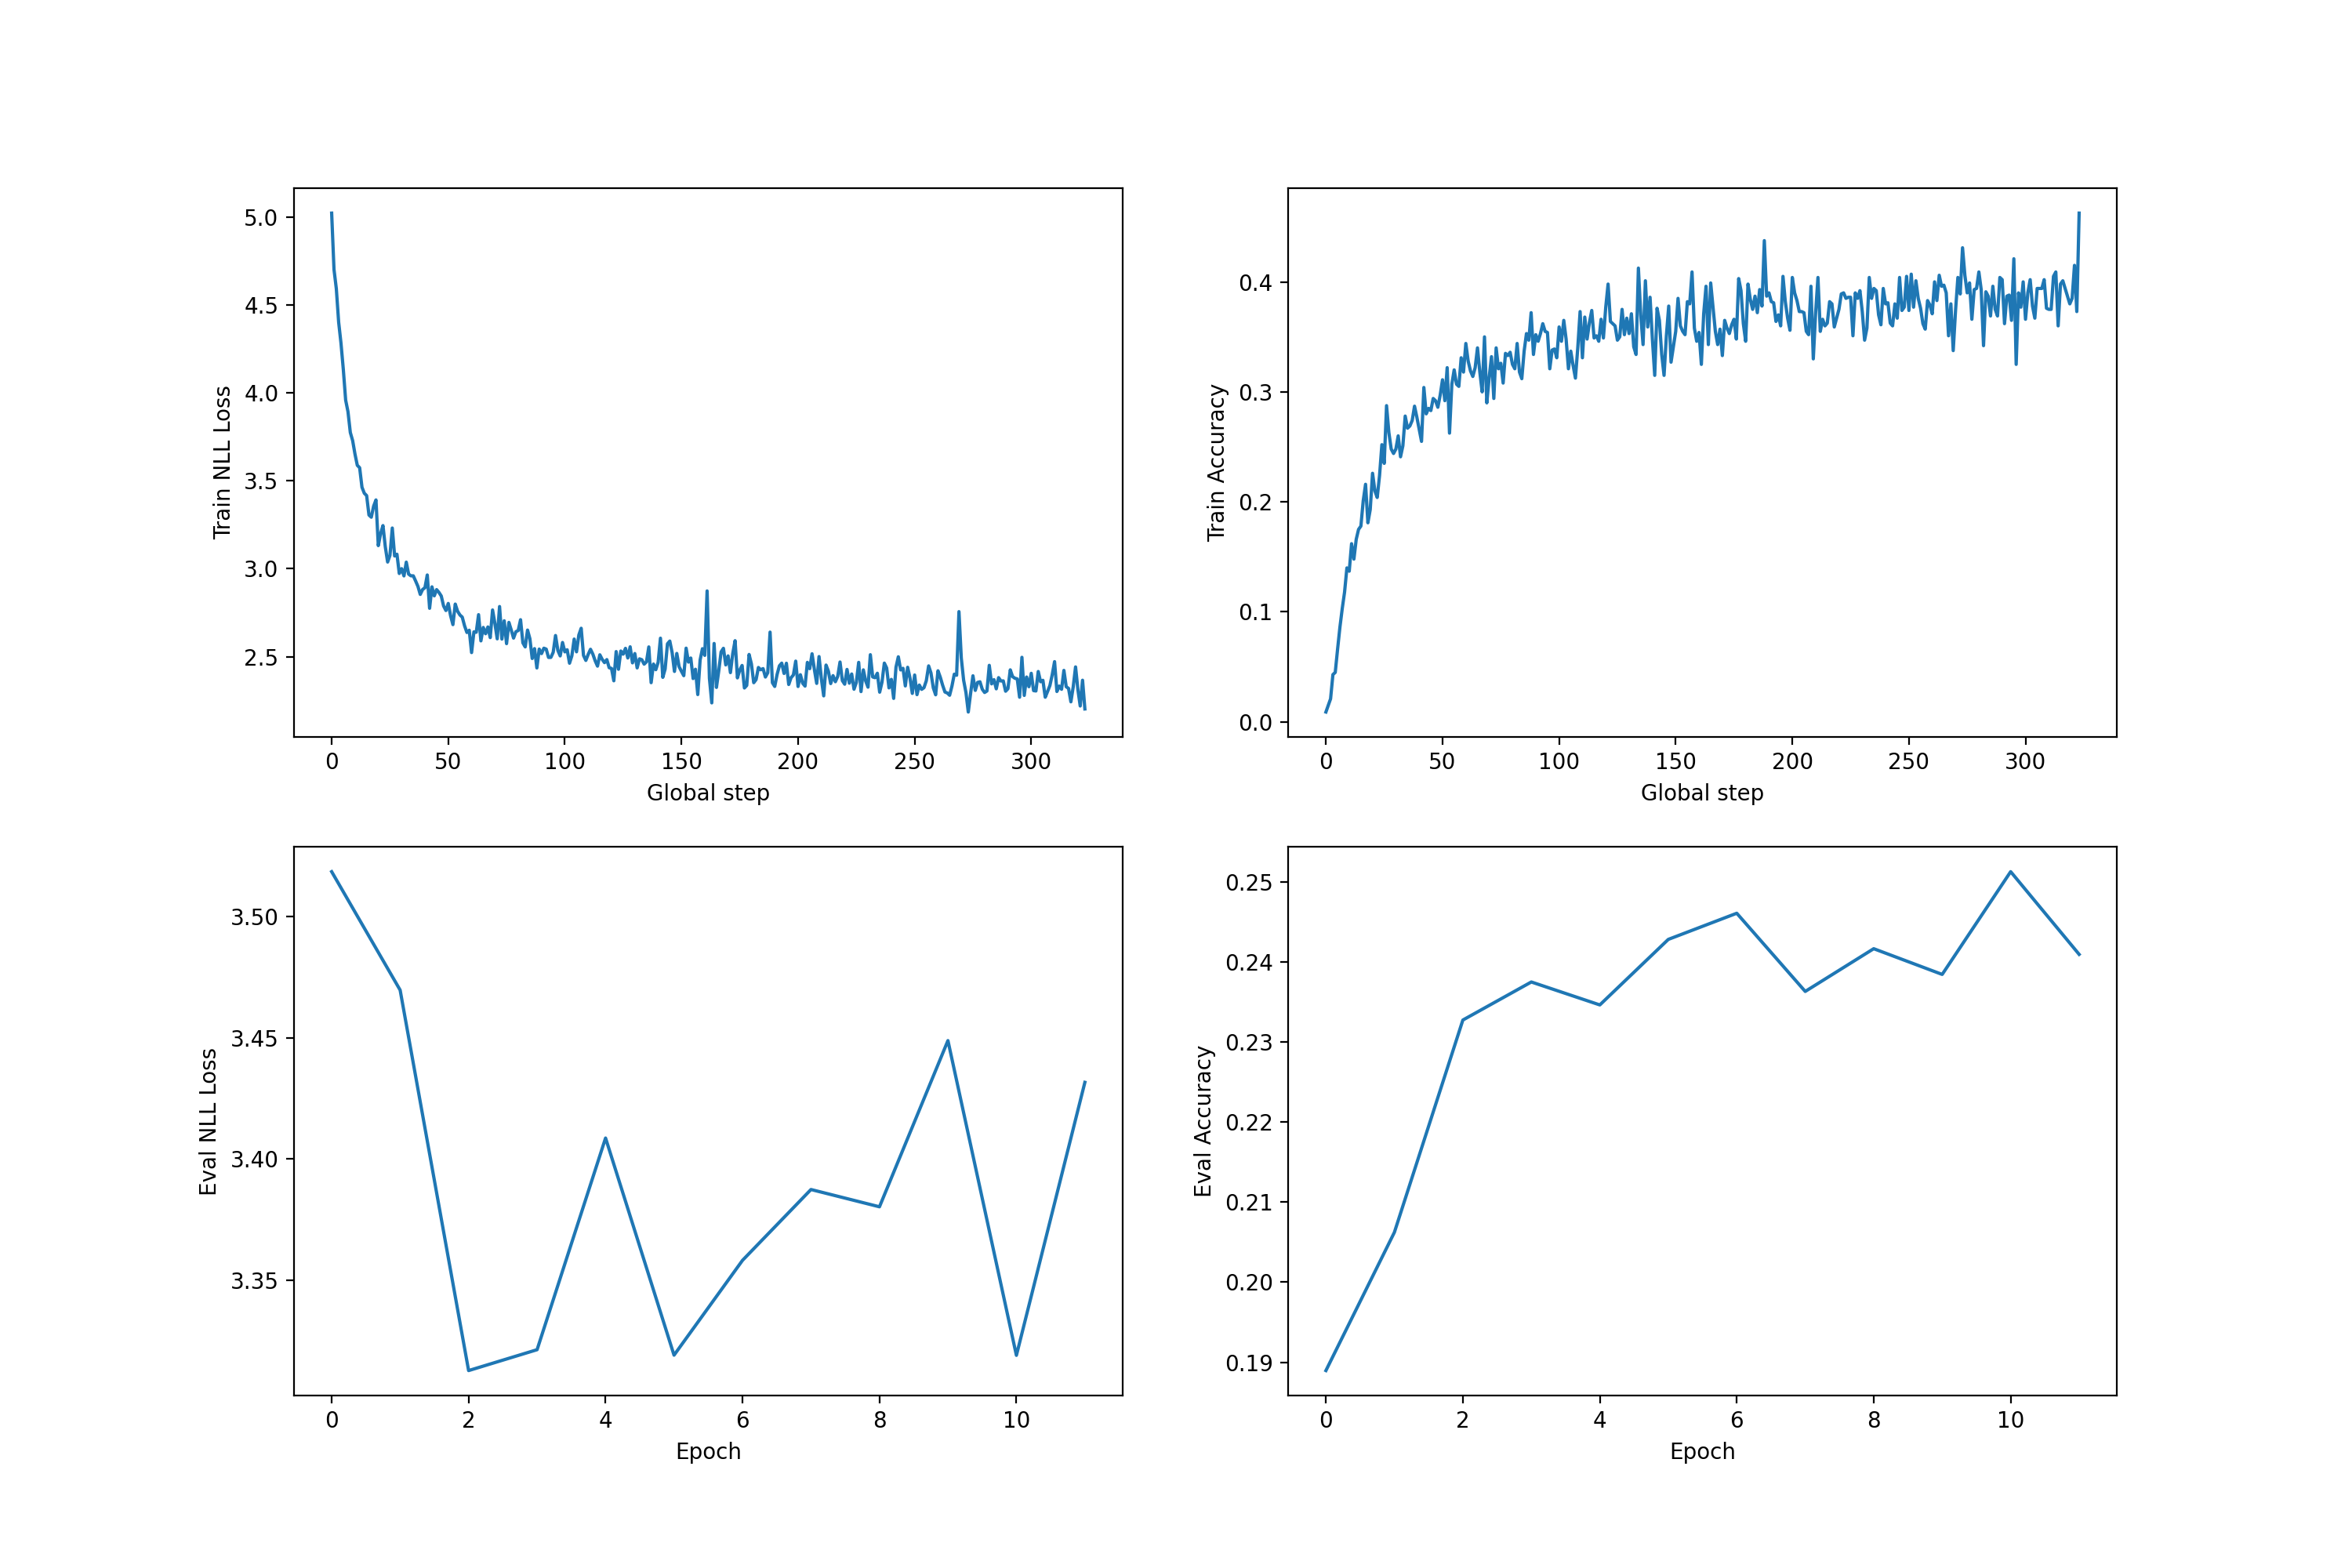 5.0
4.5
4.0
3.5
3.0
2.5
Train NLL Loss
0 50 100 150 200 250 300
Global step
0.4
0.3
0.2
0.1
0.0
Train Accuracy
0 50 100 150 200 250 300
Global step
3.50
3.45
3.40
3.35
Eval NLL Loss
0 2 4 6 8 10
Epoch
0.25
0.24
0.23
0.22
0.21
0.20
0.19
Eval Accuracy
0 2 4 6 8 10
Epoch